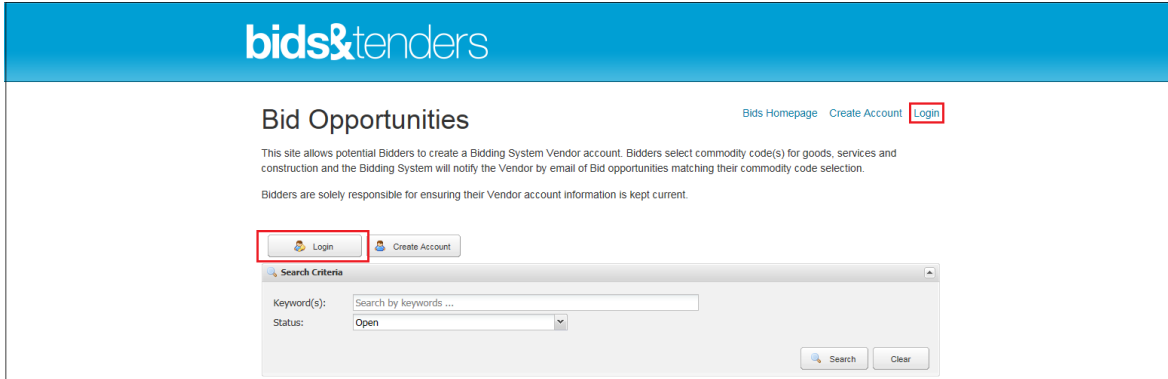 bids&tenders
Bid Opportunities
Bids Homepage Create Account Login
This site allows potential Bidders to create a Bidding System Vendor account. Bidders select commodity code(s) for goods, services and
construction and the Bidding System will notify the Vendor by email of Bid opportunities matching their commodity code selection.
Bidders are solely responsible for ensuring their Vendor account information is kept current.
Login Create Account
Search Criteria
Keyword(s): Search by keywords ...
Status: Open
Search Clear